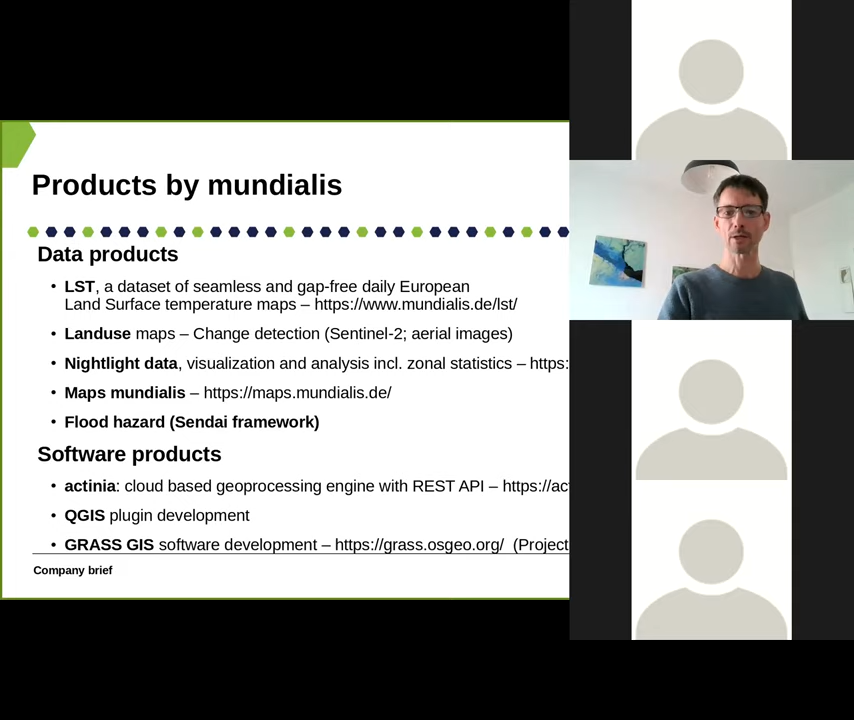 Products by mundialis
Data products
• LST, a dataset of seamless and gap-free daily European
Land Surface temperature maps – https://www.mundialis.de/lst/
• Landuse maps – Change detection (Sentinel-2; aerial images)
• Nightlight data, visualization and analysis incl. zonal statistics – https:
• Maps mundialis – https://maps.mundialis.de/
• Flood hazard (Sendai framework)
Software products
• actinia: cloud based geoprocessing engine with REST API – https://act
• QGIS plugin development
• GRASS GIS software development – https://grass.osgeo.org/ (Project
Company brief